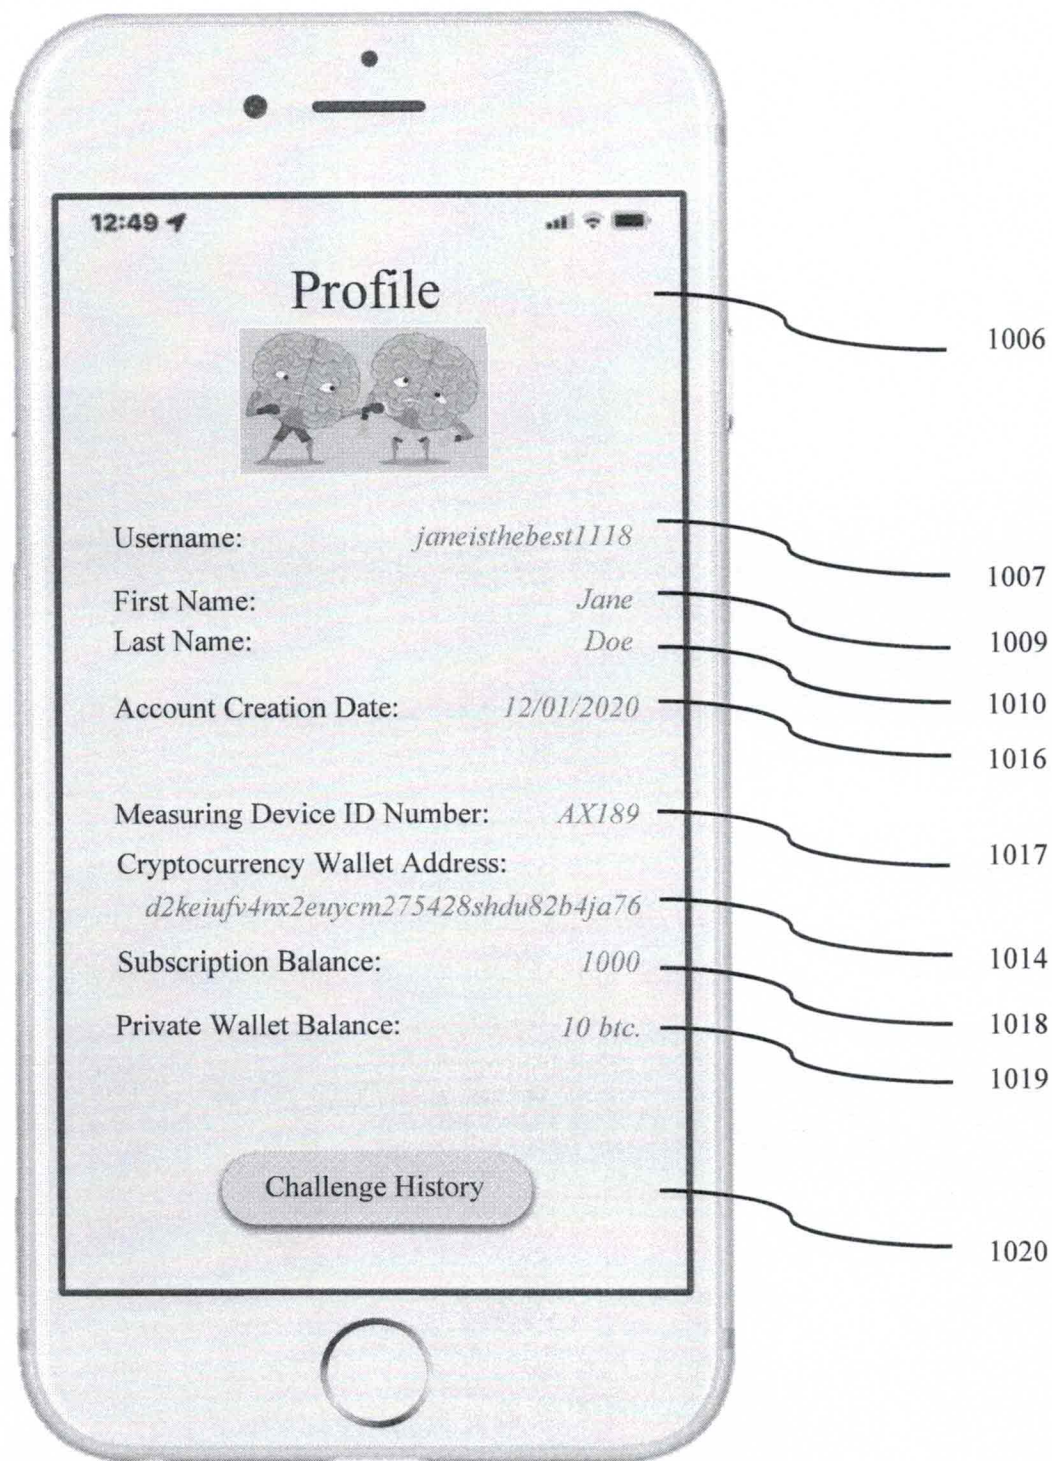 12:49
Profile
1006
Username: janeisthebest1118
1007
First Name: Jane
1009
Last Name: Doe
1010
Account Creation Date: 12/01/2020
1016
Measuring Device ID Number: AX189
1017
Cryptocurrency Wallet Address:
d2keiufv4nx2euycm275428shdu82b4ja76
1014
Subscription Balance: 1000
1018
Private Wallet Balance: 10 btc.
1019
Challenge History
1020